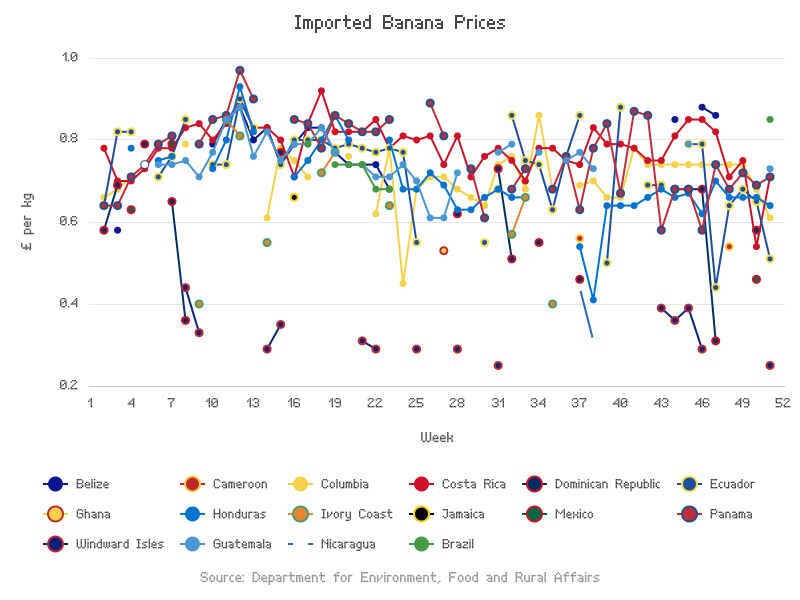 Imported Banana Prices
1.0
0.8
0.6
0.4
0.2
£ per kg
1 4 7 10 13 16 19 22 25 28 31 34 37 40 43 46 49 52
Week
Belize Cameroon Columbia Costa Rica Dominican Republic Ecuador
Ghana Honduras Ivory Coast Jamaica Mexico Panama
Windward Isles Guatemala Nicaragua Brazil
Source: Department for Environment, Food and Rural Affairs